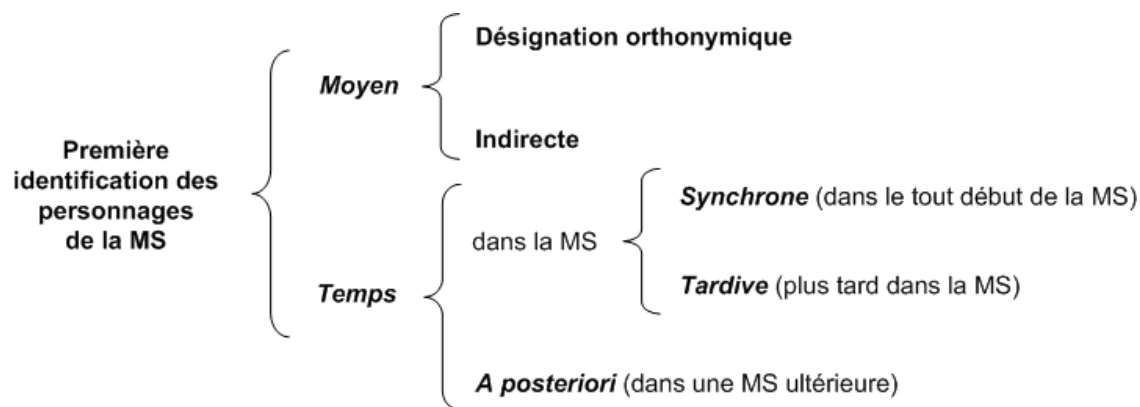 Première
identification des
personnages
de la MS
Moyen
Désignation orthonymique
Indirecte
Temps
dans la MS
Synchrone (dans le tout début de la MS)
Tardive (plus tard dans la MS)
A posteriori (dans une MS ultérieure)